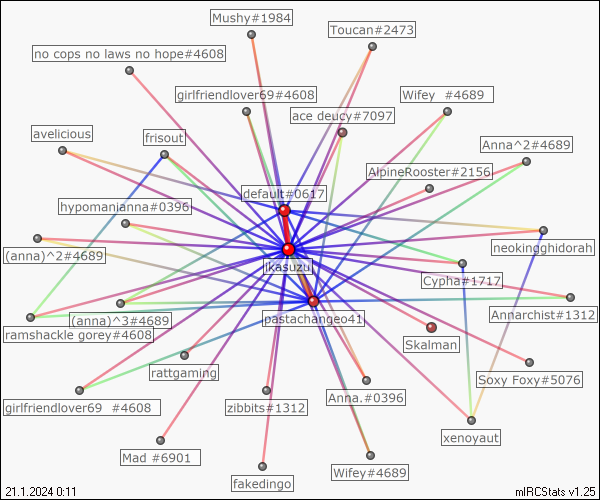 Mushy#1984
Toucan#2473
no cops no laws no hope#4608
girlfriendlover69#4608
Wifey  #4689
ace deucy#7097
avelicious
frisout
Anna^2#4689
AlpineRooster#2156
default#0617
hypomanianna#0396
neokingghidorah
(anna)^2#4689
jkasuzu
Cypha#1717
Annarchist#1312
(anna)^3#4689
pastachangeo41
ramshackle gorey#4608
Skalman
rattgaming
Soxy Foxy#5076
Anna.#0396
girlfriendlover69  #4608
zibbits#1312
xenoyaut
Mad #6901
Wifey#4689
fakedingo
21.1.2024 0:11
mIRCStats v1.25